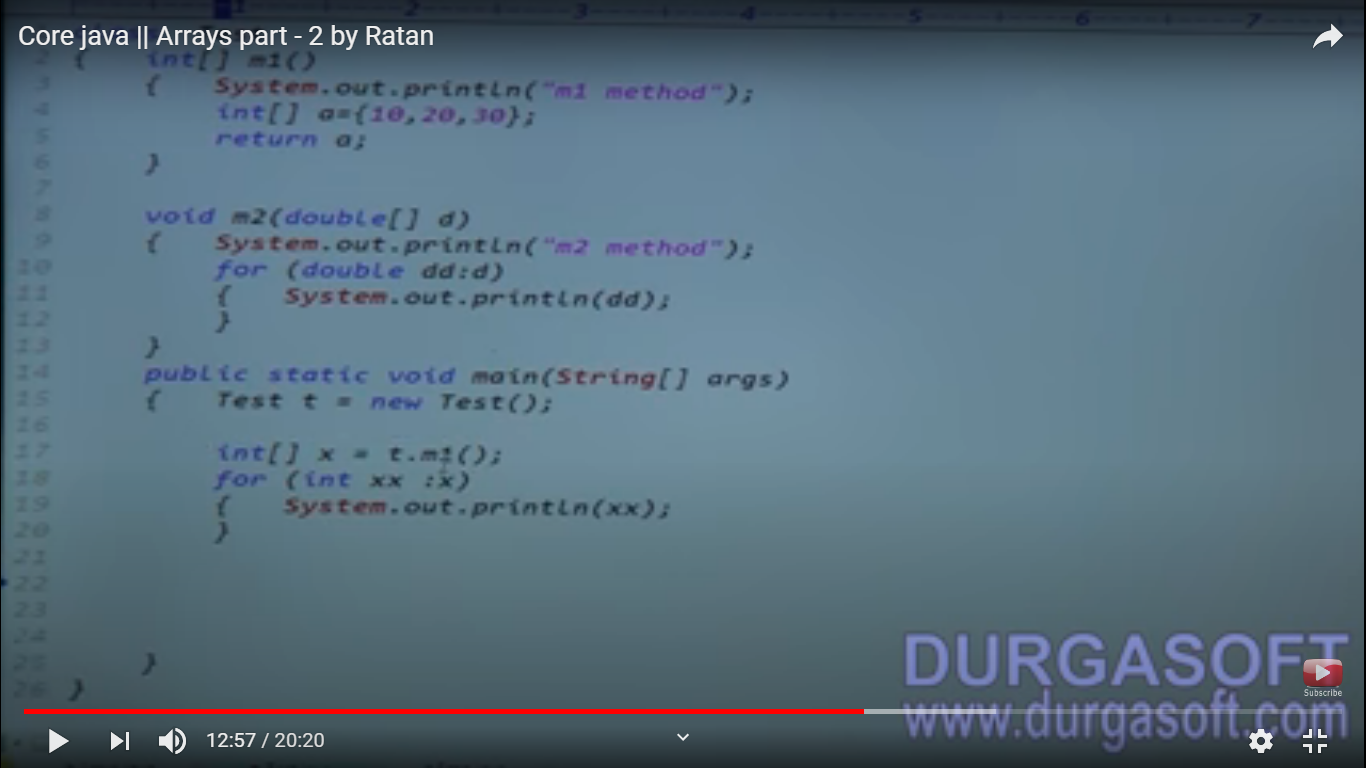 Core java || Arrays part - 2 by Ratan
1 2 3 4 5 6 7
2 { int[] m1()
3 { System.out.println("m1 method");
4 int[] a={10,20,30};
5 return a;
6 }
7
8 void m2(double[] d)
9 { System.out.println("m2 method");
10 for (double dd:d)
11 { System.out.println(dd);
12 }
13 }
14 public static void main(String[] args)
15 { Test t = new Test();
16
17 int[] x = t.m1();
18 for (int xx :x)
19 { System.out.println(xx);
20 }
21
22
23
24
25 }
26 }
DURGASOFT
Subscribe
www.durgasoft.com
12:57 / 20:20